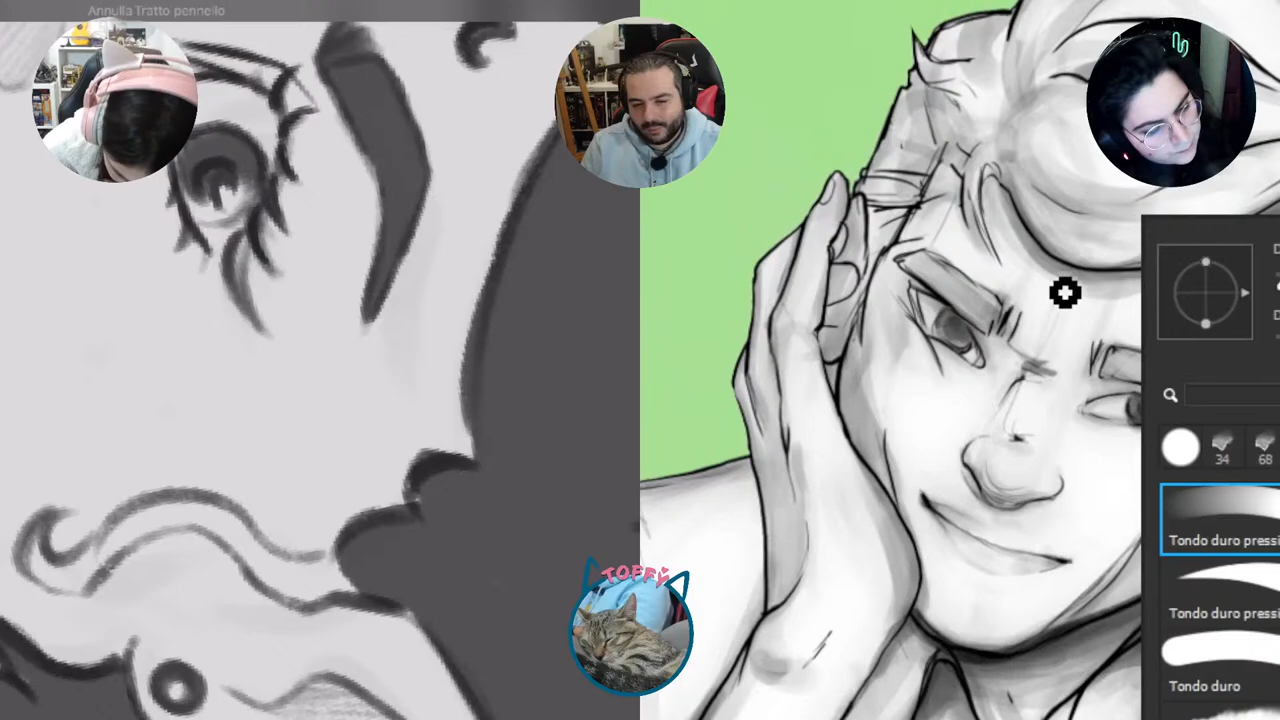 Annulla Tratto pennello
34 68
Tondo duro pressi
Tondo duro pressi
Tondo duro
TOFFY